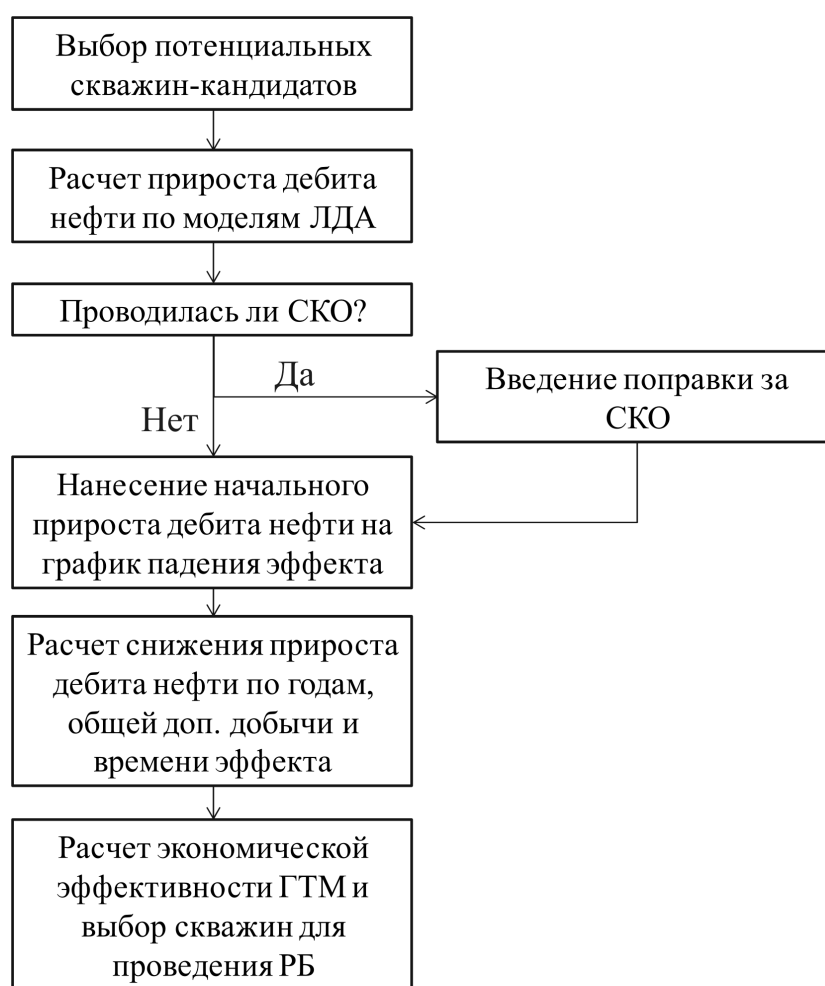 Выбор потенциальных
скважин-кандидатов
Расчет прироста дебита
нефти по моделям ЛДА
Проводилась ли СКО?
Да
Введение поправки за
СКО
Нет
Нанесение начального
прироста дебита нефти на
график падения эффекта
Расчет снижения прироста
дебита нефти по годам,
общей доп. добычи и
времени эффекта
Расчет экономической
эффективности ГТМ и
выбор скважин для
проведения РБ